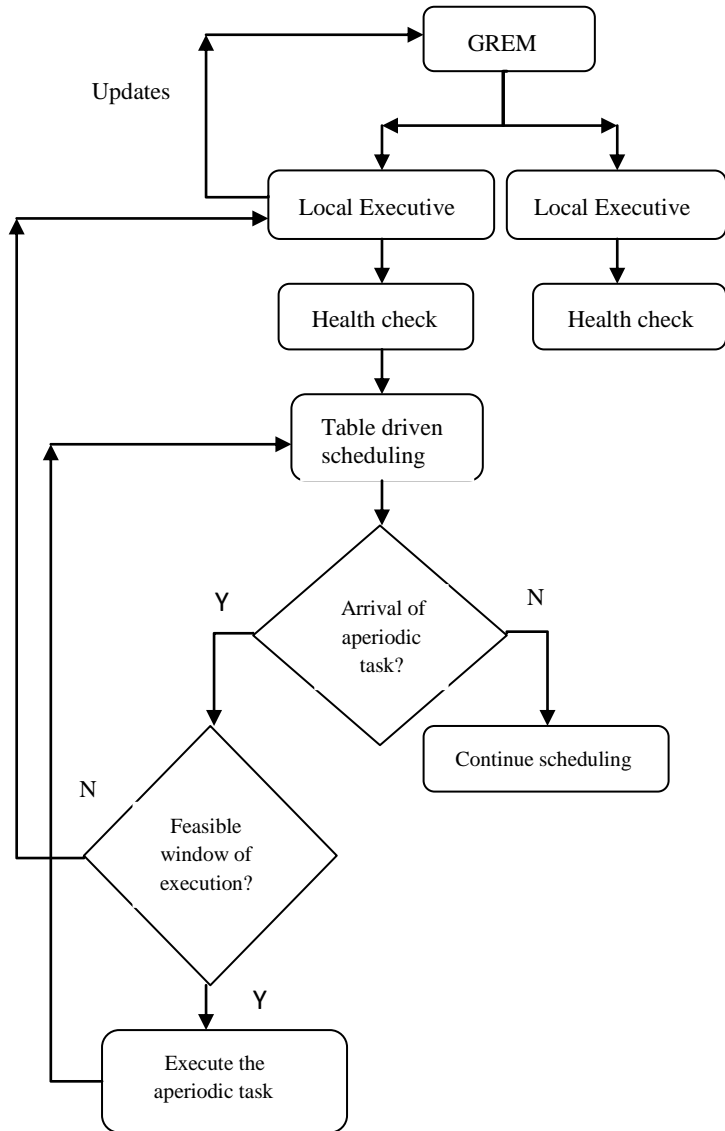 GREM
Updates
Local Executive
Local Executive
Health check
Health check
Table driven
scheduling
Y
N
Arrival of
aperiodic
task?
Continue scheduling
N
Feasible
window of
execution?
Y
Execute the
aperiodic task